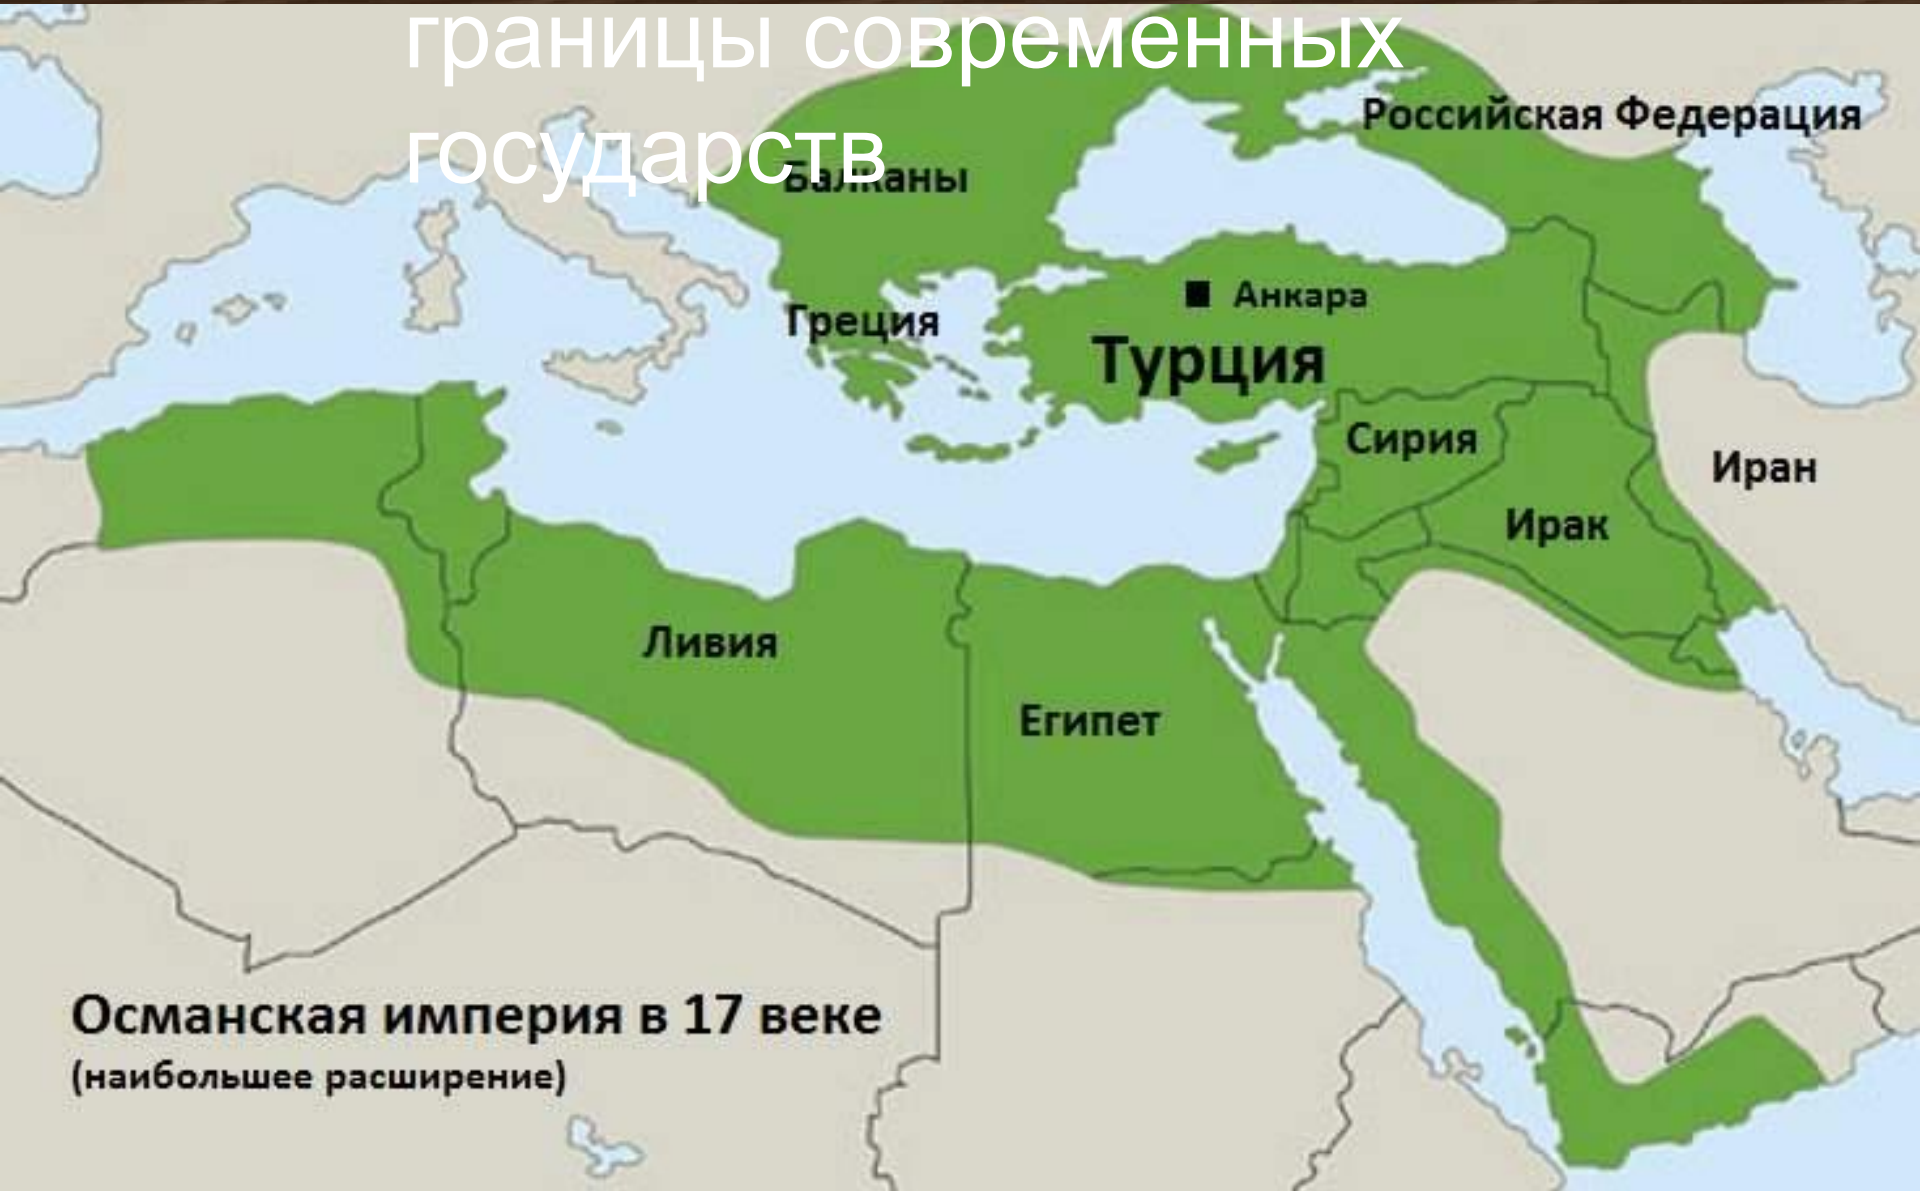 границы современных
государств
Российская Федерация
Балканы
Анкара
Греция
Турция
Сирия
Иран
Ирак
Ливия
Египет
Османская империя в 17 веке
(наибольшее расширение)